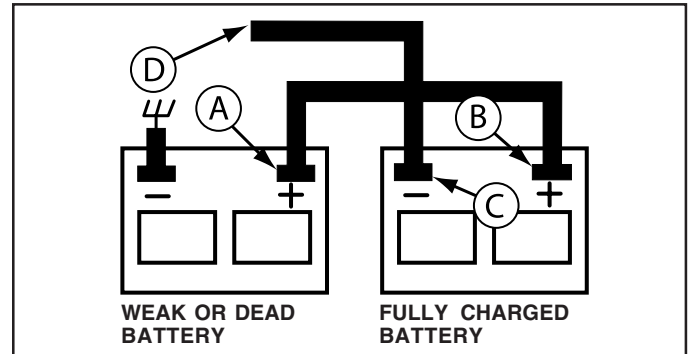 D
A
B
− + − +
C
WEAK OR DEAD
BATTERY
FULLY CHARGED
BATTERY